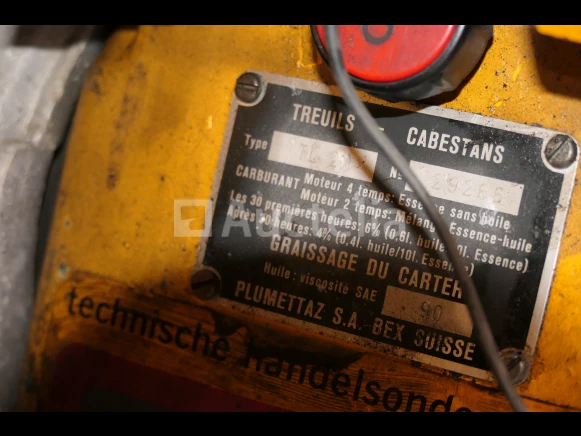 TREUILS - CABESTANS
Type No
CARBURANT Moteur 4 temps: Essence sans huile
Moteur 2 temps: Mélange Essence-huile
Les 30 premières heures: 6% (0,6l. huile/10l. Essence)
Après 30 heures: 4% (0,4l. huile/10l. Essence)
GRAISSAGE DU CARTER
Huile: viscosité SAE 90
PLUMETTAZ S.A. BEX SUISSE
technische